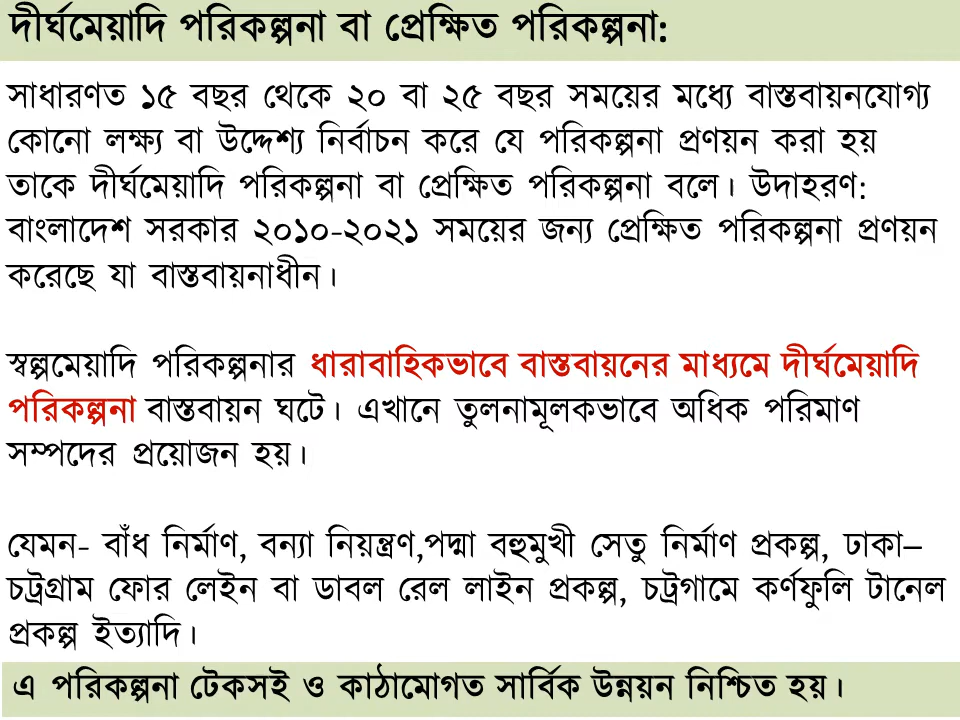 দীর্ঘমেয়াদি পরিকল্পনা বা প্রেক্ষিত পরিকল্পনা:
সাধারণত ১৫ বছর থেকে ২০ বা ২৫ বছর সময়ের মধ্যে বাস্তবায়নযোগ্য
কোনো লক্ষ্য বা উদ্দেশ্য নির্বাচন করে যে পরিকল্পনা প্রণয়ন করা হয়
তাকে দীর্ঘমেয়াদি পরিকল্পনা বা প্রেক্ষিত পরিকল্পনা বলে। উদাহরণ:
বাংলাদেশ সরকার ২০১০-২০২১ সময়ের জন্য প্রেক্ষিত পরিকল্পনা প্রণয়ন
করেছে যা বাস্তবায়নাধীন।
স্বল্পমেয়াদি পরিকল্পনার ধারাবাহিকভাবে বাস্তবায়নের মাধ্যমে দীর্ঘমেয়াদি
পরিকল্পনা বাস্তবায়ন ঘটে। এখানে তুলনামূলকভাবে অধিক পরিমাণ
সম্পদের প্রয়োজন হয়।
যেমন- বাঁধ নির্মাণ, বন্যা নিয়ন্ত্রণ,পদ্মা বহুমুখী সেতু নির্মাণ প্রকল্প, ঢাকা–
চট্রগ্রাম ফোর লেইন বা ডাবল রেল লাইন প্রকল্প, চট্রগামে কর্ণফুলি টানেল
প্রকল্প ইত্যাদি।
এ পরিকল্পনা টেকসই ও কাঠামোগত সার্বিক উন্নয়ন নিশ্চিত হয়।